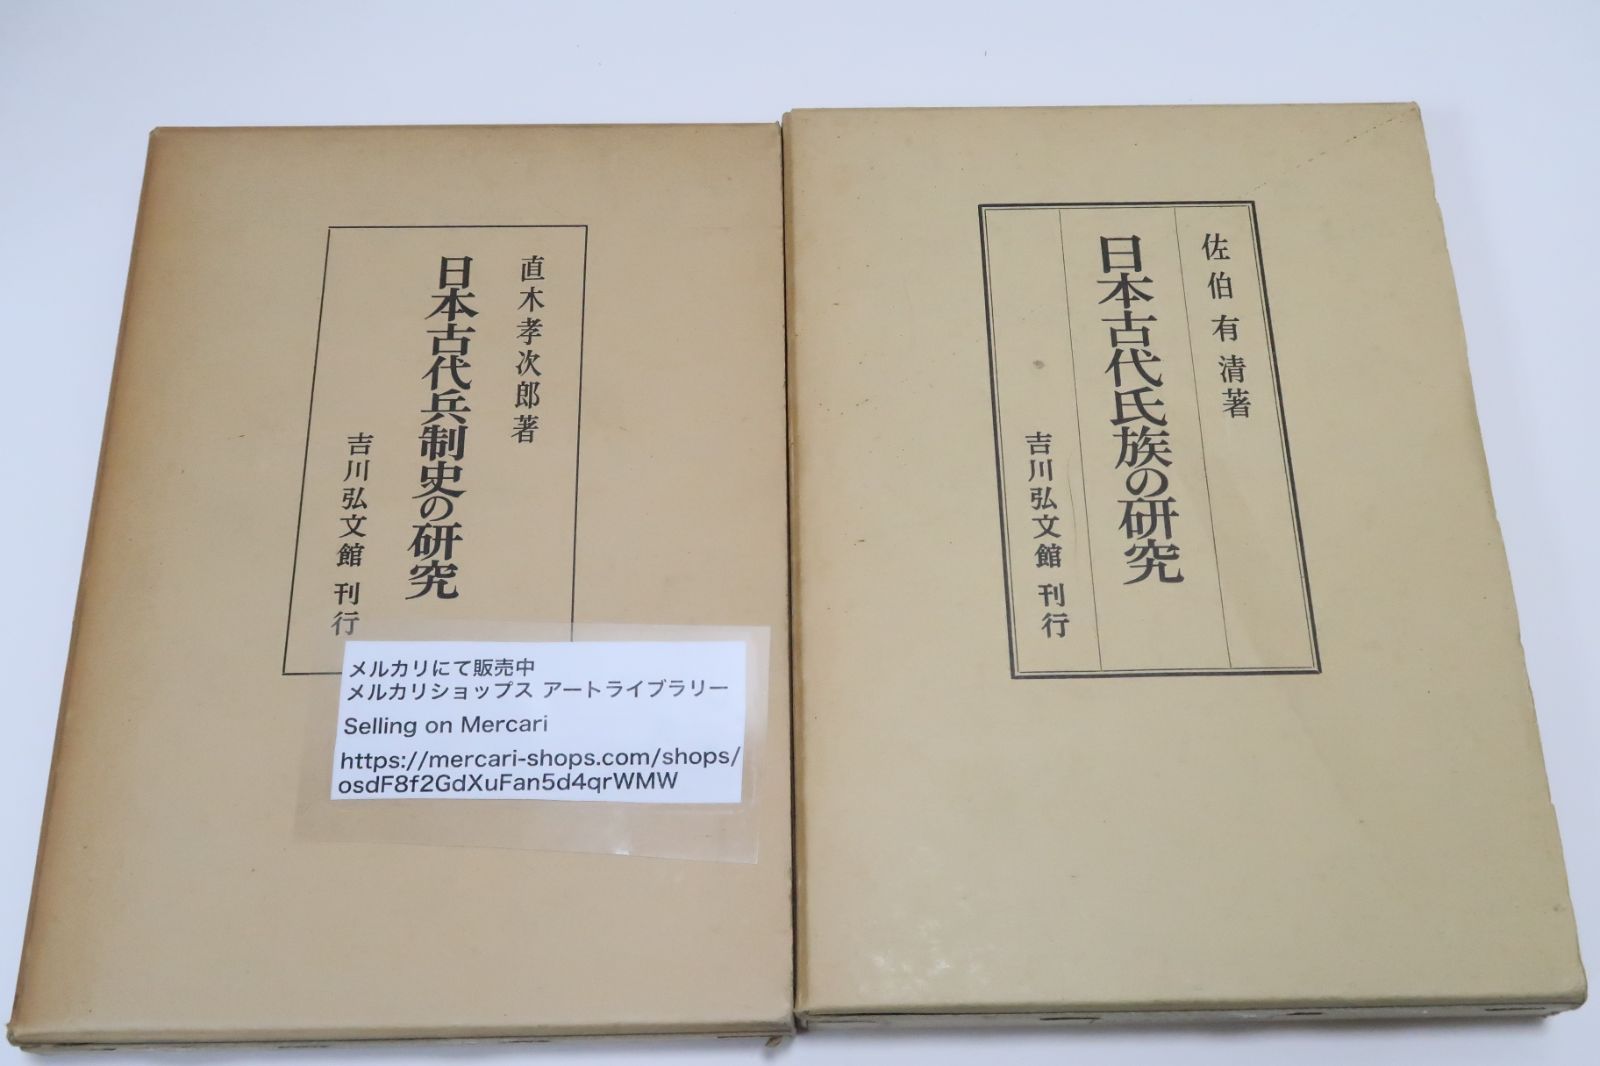 直木孝次郎著
日本古代兵制史の研究
吉川弘文館 刊行
メルカリにて販売中
メルカリショップス アートライブラリー
Selling on Mercari
https://mercari-shops.com/shops/
osdF8f2GdXuFan5d4qrWMW
佐伯有清著
日本古代氏族の研究
吉川弘文館 刊行